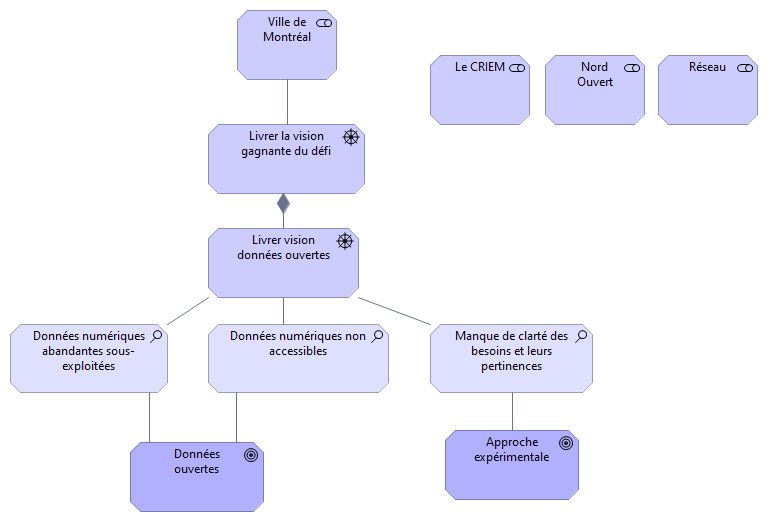 Ville de
Montréal
Le CRIEM
Nord
Ouvert
Réseau
Livrer la vision
gagnante du défi
Livrer vision
données ouvertes
Données numériques
abandantes sous-
exploitées
Données numériques non
accessibles
Manque de clarté des
besoins et leurs
pertinences
Données
ouvertes
Approche
expérimentale